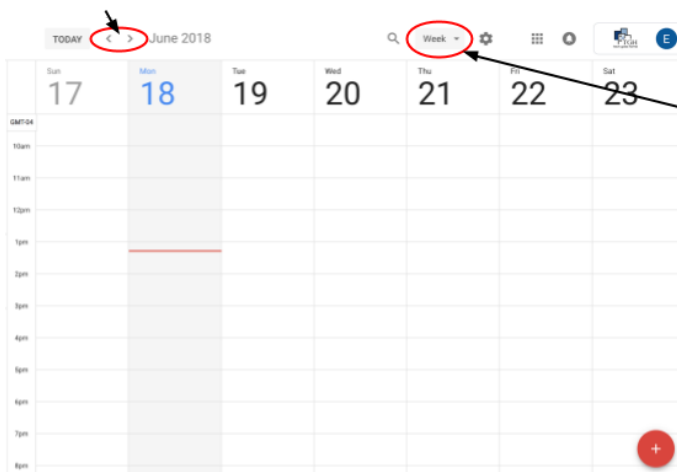 TODAY < > June 2018 Week E
Sun Mon Tue Wed Thu Fri Sat
17 18 19 20 21 22 23
GMT-04
10am
11am
12pm
1pm
2pm
3pm
4pm
5pm
6pm
7pm
8pm
+